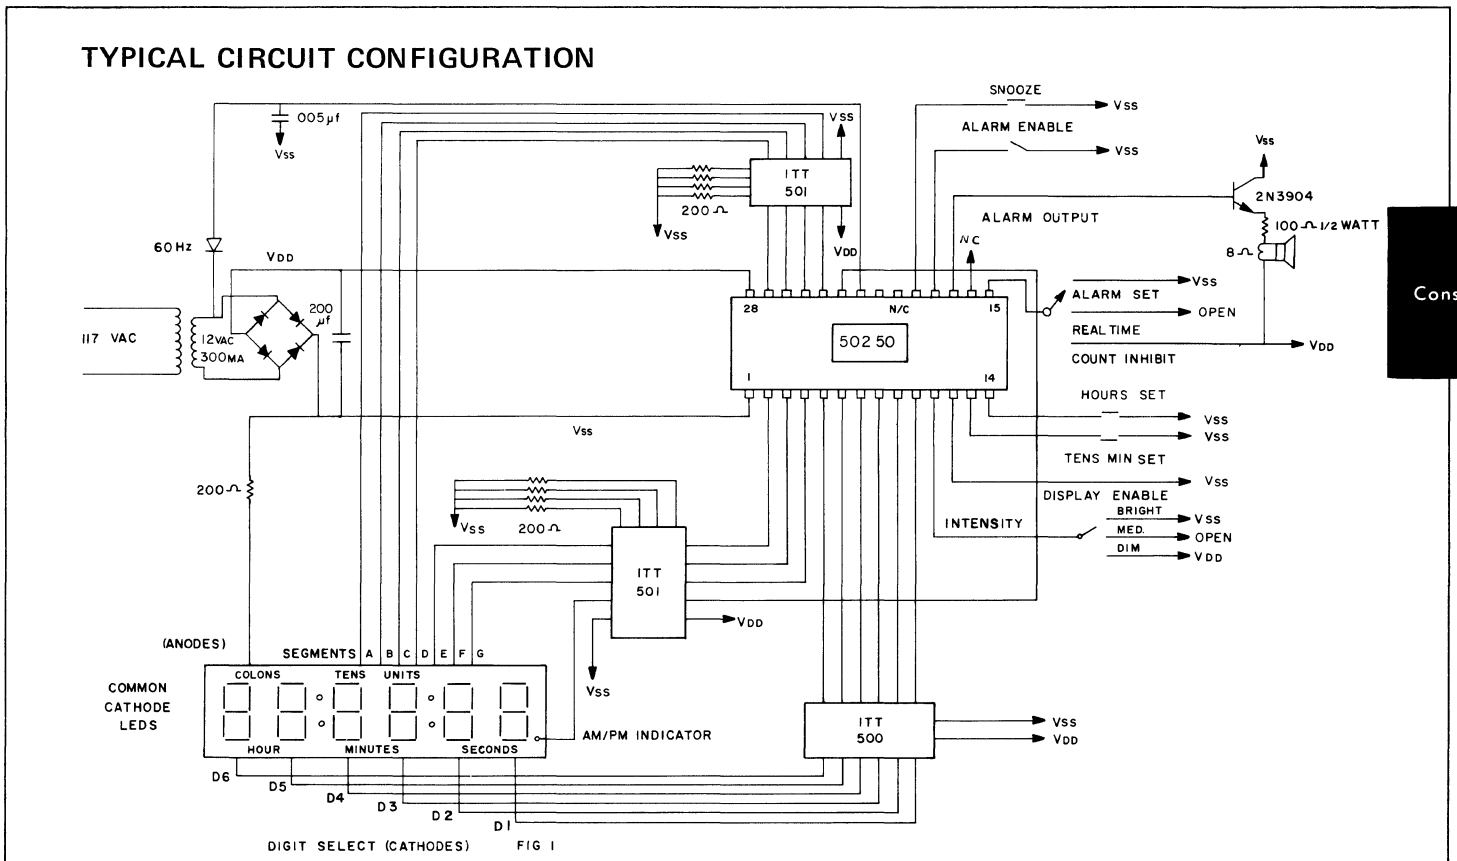 TYPICAL CIRCUIT CONFIGURATION
005µf
Vss
60Hz
VDD
117 VAC
12VAC
300MA
200
µf
Vss
200Ω
Vss
ITT
501
200Ω
Vss
VDD
SNOOZE
Vss
ALARM ENABLE
Vss
ALARM OUTPUT
NC
Vss
2N3904
100Ω 1/2 WATT
8Ω
28
N/C
15
50250
1
14
Vss
ALARM SET
OPEN
REAL TIME
COUNT INHIBIT
VDD
Cons
HOURS SET
Vss
Vss
TENS MIN SET
Vss
DISPLAY ENABLE
INTENSITY
BRIGHT
Vss
MED.
OPEN
DIM
VDD
Vss
200Ω
ITT
501
VDD
Vss
(ANODES)
SEGMENTS A B C D E F G
COLONS TENS UNITS
COMMON
CATHODE
LEDS
HOUR MINUTES SECONDS
AM/PM INDICATOR
ITT
500
Vss
VDD
D6
D5
D4
D3
D2
D1
DIGIT SELECT (CATHODES) FIG 1